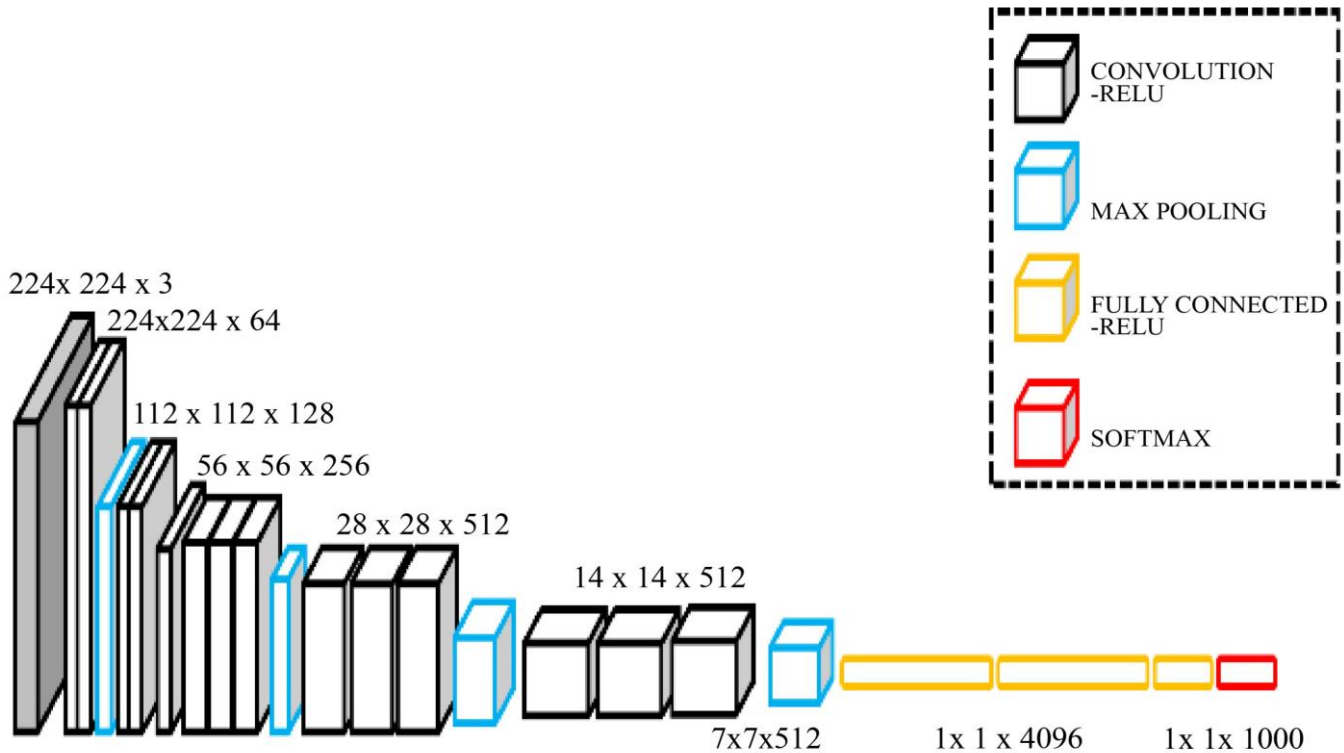 CONVOLUTION
-RELU
MAX POOLING
FULLY CONNECTED
-RELU
SOFTMAX
224x 224 x 3
224x224 x 64
112 x 112 x 128
56 x 56 x 256
28 x 28 x 512
14 x 14 x 512
7x7x512
1x 1 x 4096
1x 1x 1000